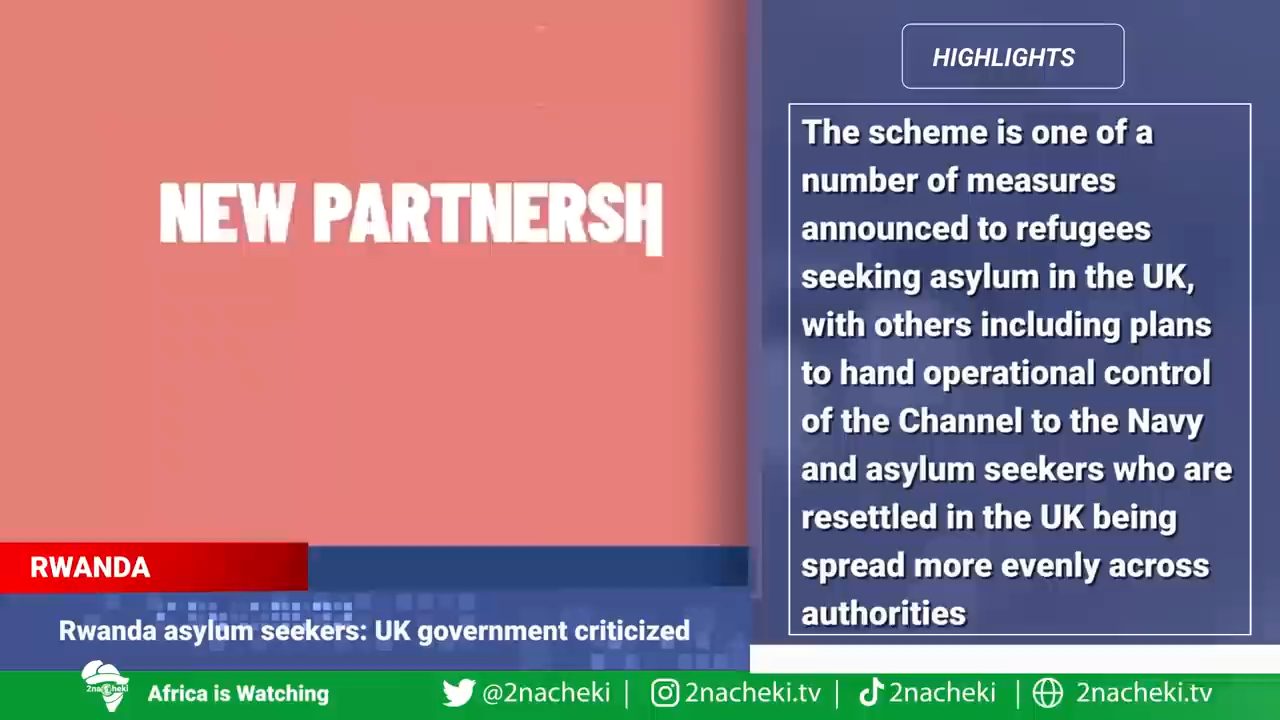 NEW PARTNERSH
HIGHLIGHTS
The scheme is one of a
number of measures
announced to refugees
seeking asylum in the UK,
with others including plans
to hand operational control
of the Channel to the Navy
and asylum seekers who are
resettled in the UK being
spread more evenly across
authorities
RWANDA
Rwanda asylum seekers: UK government criticized
2nacheki
Africa is Watching
@2nacheki | 2nacheki.tv | 2nacheki | 2nacheki.tv